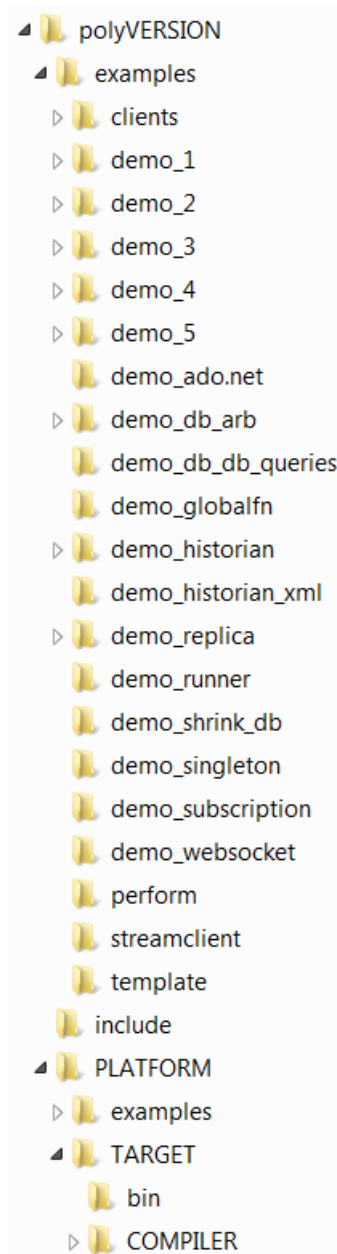 polyVERSION
examples
clients
demo_1
demo_2
demo_3
demo_4
demo_5
demo_ado.net
demo_db_arb
demo_db_db_queries
demo_globalfn
demo_historian
demo_historian_xml
demo_replica
demo_runner
demo_shrink_db
demo_singleton
demo_subscription
demo_websocket
perform
streamclient
template
include
PLATFORM
examples
TARGET
bin
COMPILER